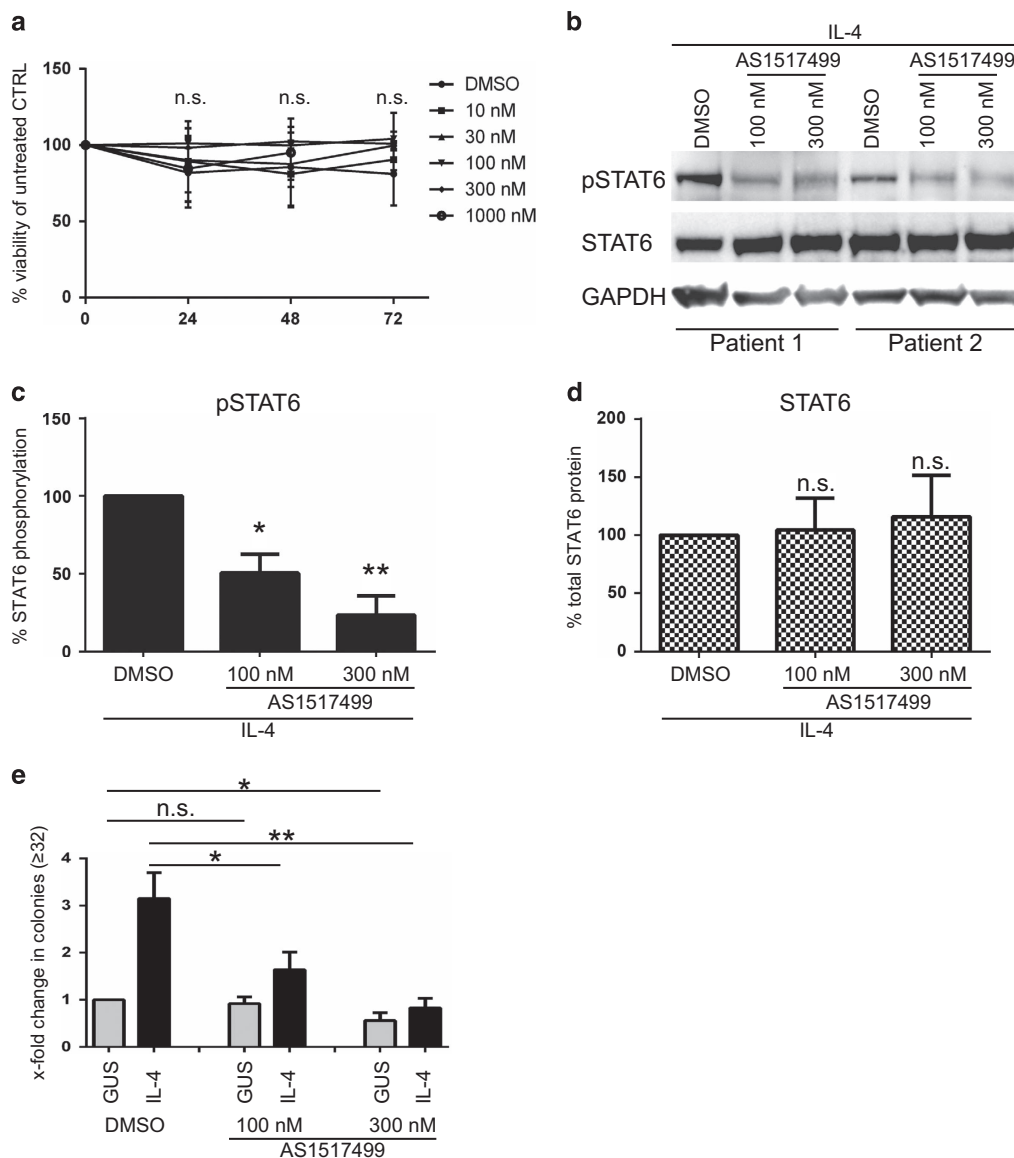 a
% viability of untreated CTRL
150
100
50
0
n.s.
n.s.
n.s.
0
24
48
72
DMSO
10 nM
30 nM
100 nM
300 nM
1000 nM
b
IL-4
AS1517499
AS1517499
DMSO
100 nM
300 nM
DMSO
100 nM
300 nM
pSTAT6
STAT6
GAPDH
Patient 1
Patient 2
c
pSTAT6
% STAT6 phosphorylation
150
100
50
0
*
**
DMSO
100 nM
300 nM
AS1517499
IL-4
d
STAT6
% total STAT6 protein
200
150
100
50
0
n.s.
n.s.
DMSO
100 nM
300 nM
AS1517499
IL-4
e
x-fold change in colonies (≥32)
*
n.s.
**
*
4
3
2
1
0
GUS
IL-4
GUS
IL-4
GUS
IL-4
DMSO
100 nM
300 nM
AS1517499